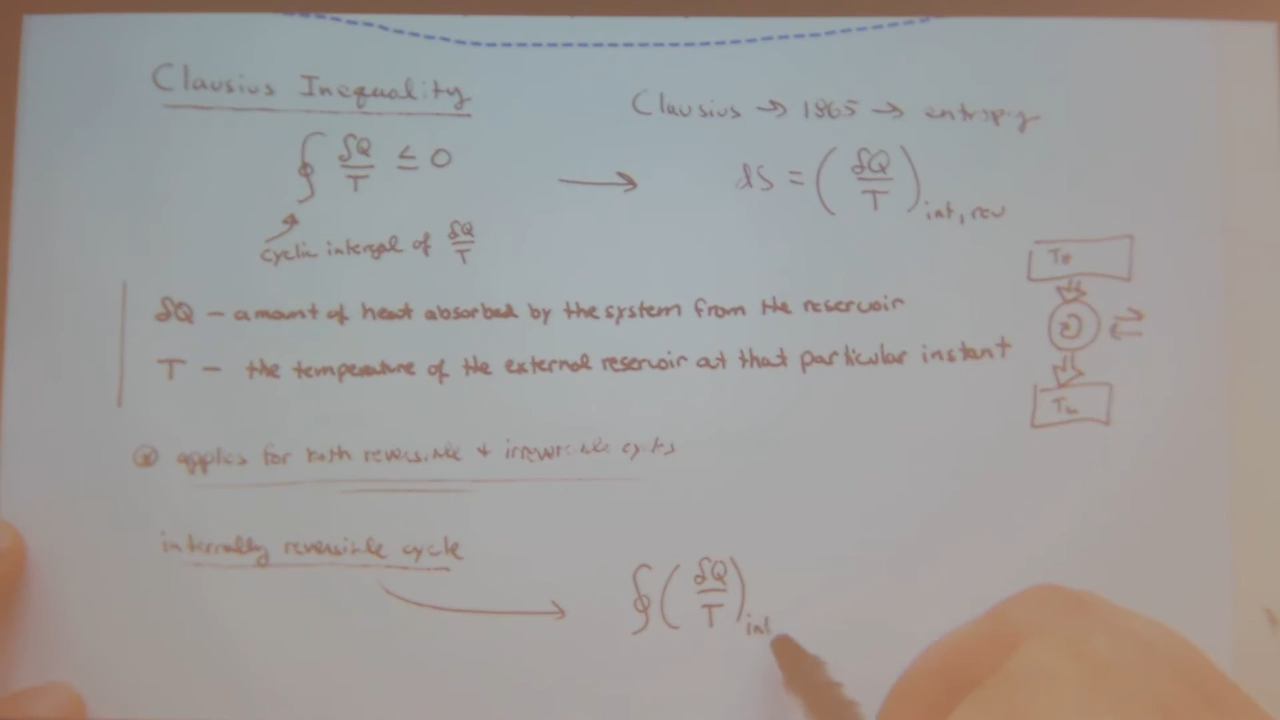 Clausius Inequality
∮ δQ/T ≤ 0
cyclic integral of δQ/T
Clausius → 1865 → entropy
dS = (δQ/T)int, rev
δQ – amount of heat absorbed by the system from the reservoir
T – the temperature of the external reservoir at that particular instant
TH
TL
applies for both reversible + irreversible cycles
internally reversible cycle
∮ (δQ/T)int